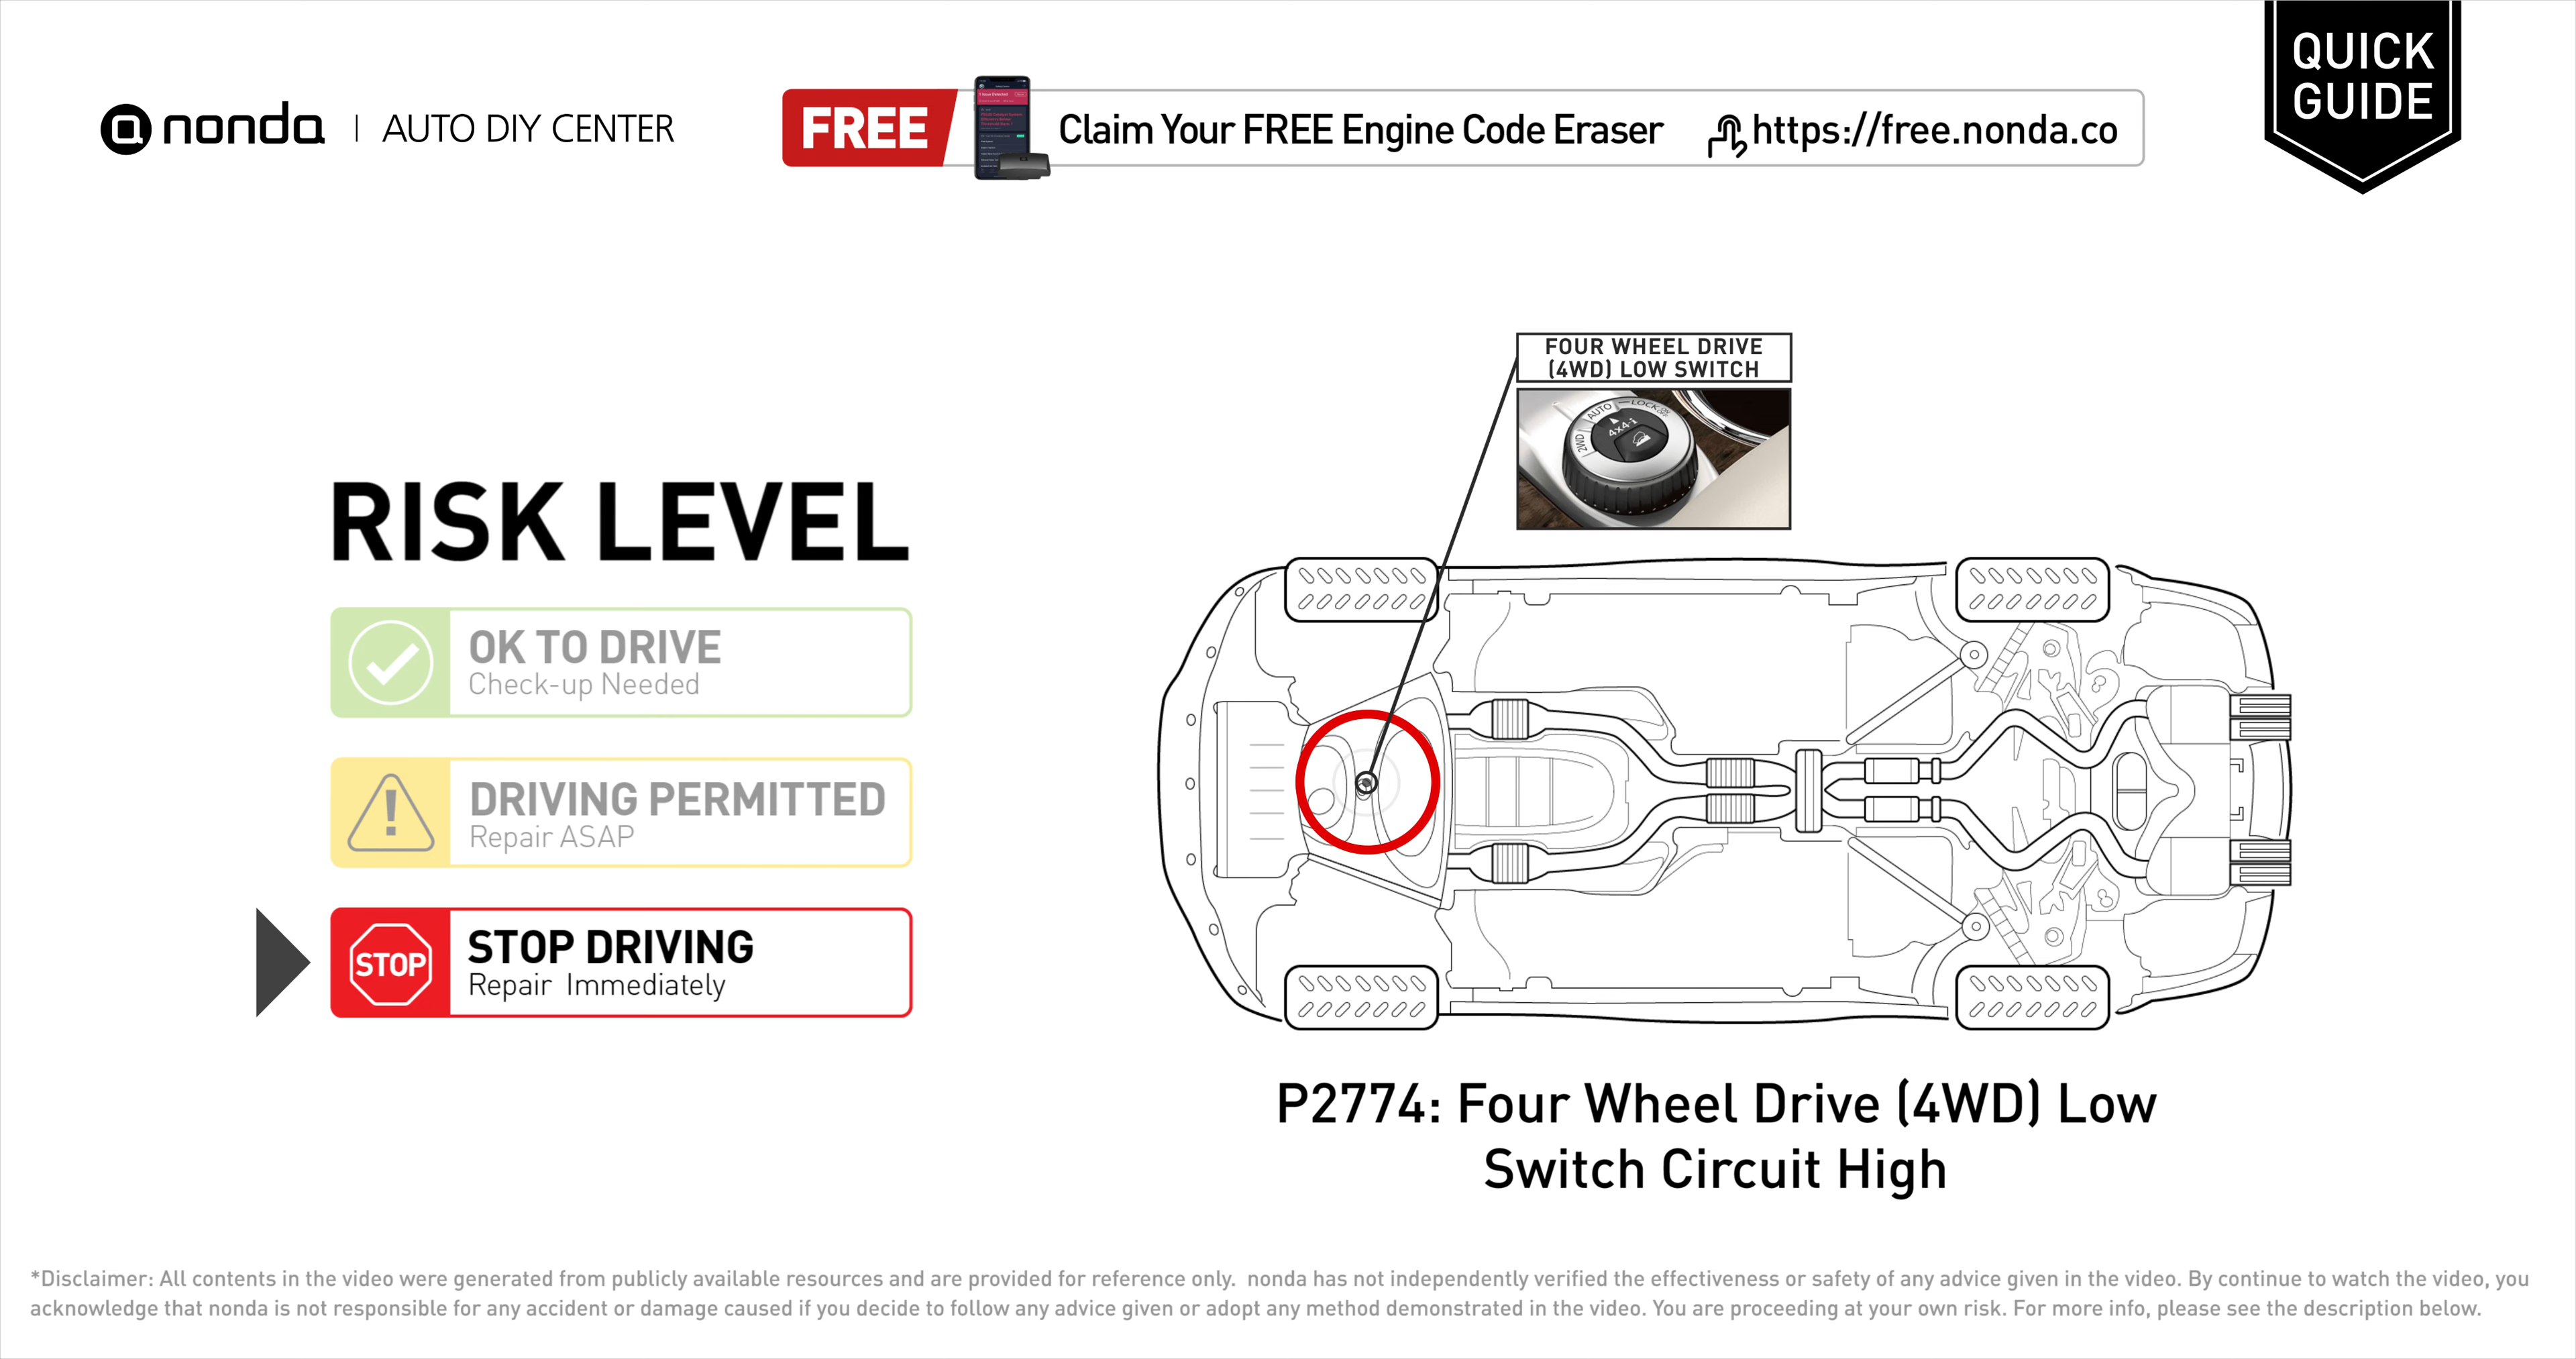 nonda | AUTO DIY CENTER
FREE
Claim Your FREE Engine Code Eraser
https://free.nonda.co
QUICK
GUIDE
FOUR WHEEL DRIVE
(4WD) LOW SWITCH
2WD
AUTO
LOCK
4x4-i
RISK LEVEL
OK TO DRIVE
Check-up Needed
DRIVING PERMITTED
Repair ASAP
STOP
STOP DRIVING
Repair Immediately
P2774: Four Wheel Drive (4WD) Low
Switch Circuit High
*Disclaimer: All contents in the video were generated from publicly available resources and are provided for reference only. nonda has not independently verified the effectiveness or safety of any advice given in the video. By continue to watch the video, you
acknowledge that nonda is not responsible for any accident or damage caused if you decide to follow any advice given or adopt any method demonstrated in the video. You are proceeding at your own risk. For more info, please see the description below.